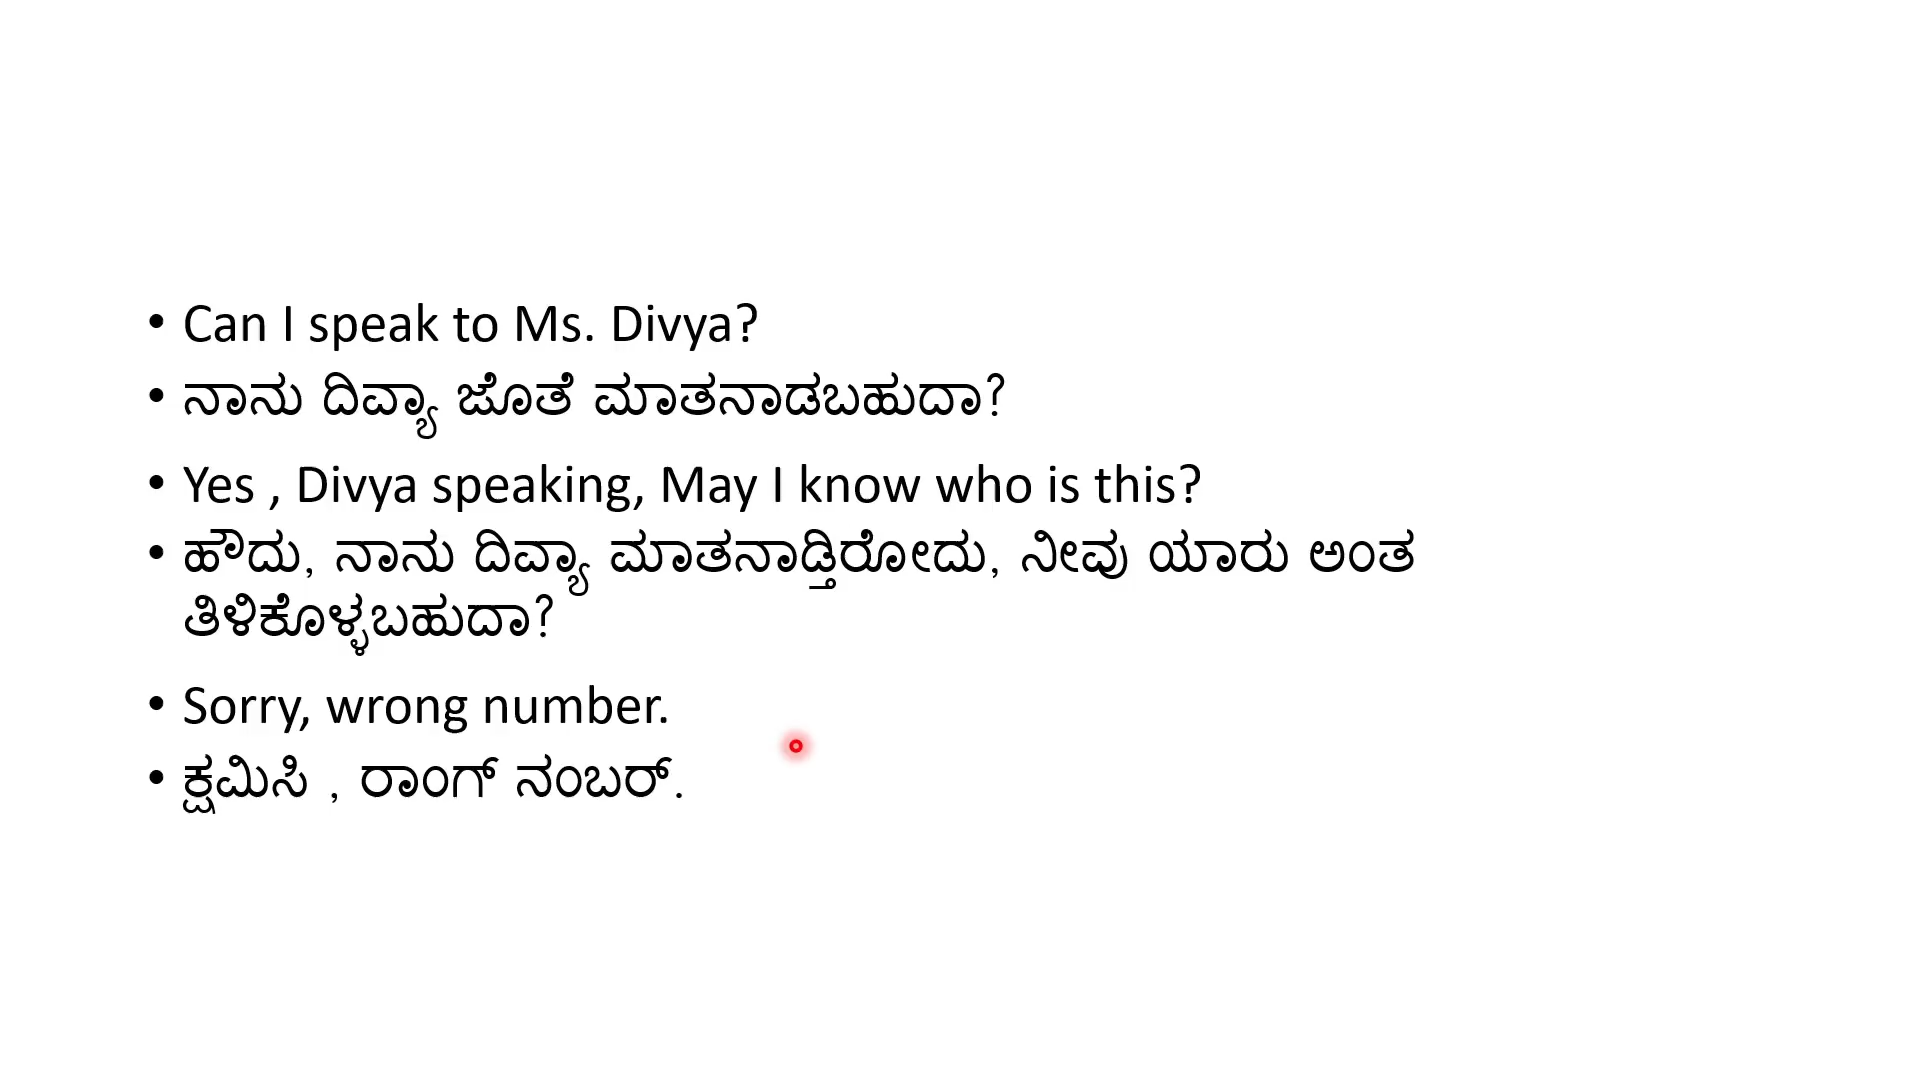 • Can I speak to Ms. Divya?
• ನಾನು ದಿವ್ಯಾ ಜೊತೆ ಮಾತನಾಡಬಹುದಾ?
• Yes , Divya speaking, May I know who is this?
• ಹೌದು, ನಾನು ದಿವ್ಯಾ ಮಾತನಾಡ್ತಿರೋದು, ನೀವು ಯಾರು ಅಂತ
ತಿಳಿಕೊಳ್ಳಬಹುದಾ?
• Sorry, wrong number.
• ಕ್ಷಮಿಸಿ , ರಾಂಗ್ ನಂಬರ್.